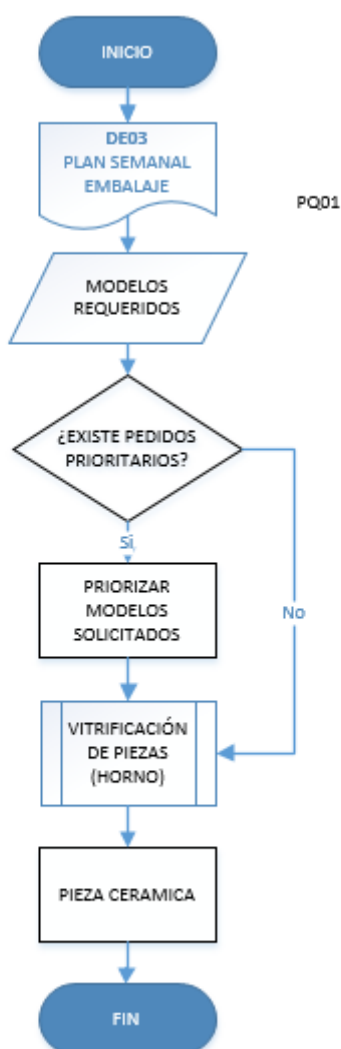 INICIO
DE03
PLAN SEMANAL
EMBALAJE
PQ01
MODELOS
REQUERIDOS
¿EXISTE PEDIDOS
PRIORITARIOS?
Si
PRIORIZAR
MODELOS
SOLICITADOS
No
VITRIFICACIÓN
DE PIEZAS
(HORNO)
PIEZA CERAMICA
FIN